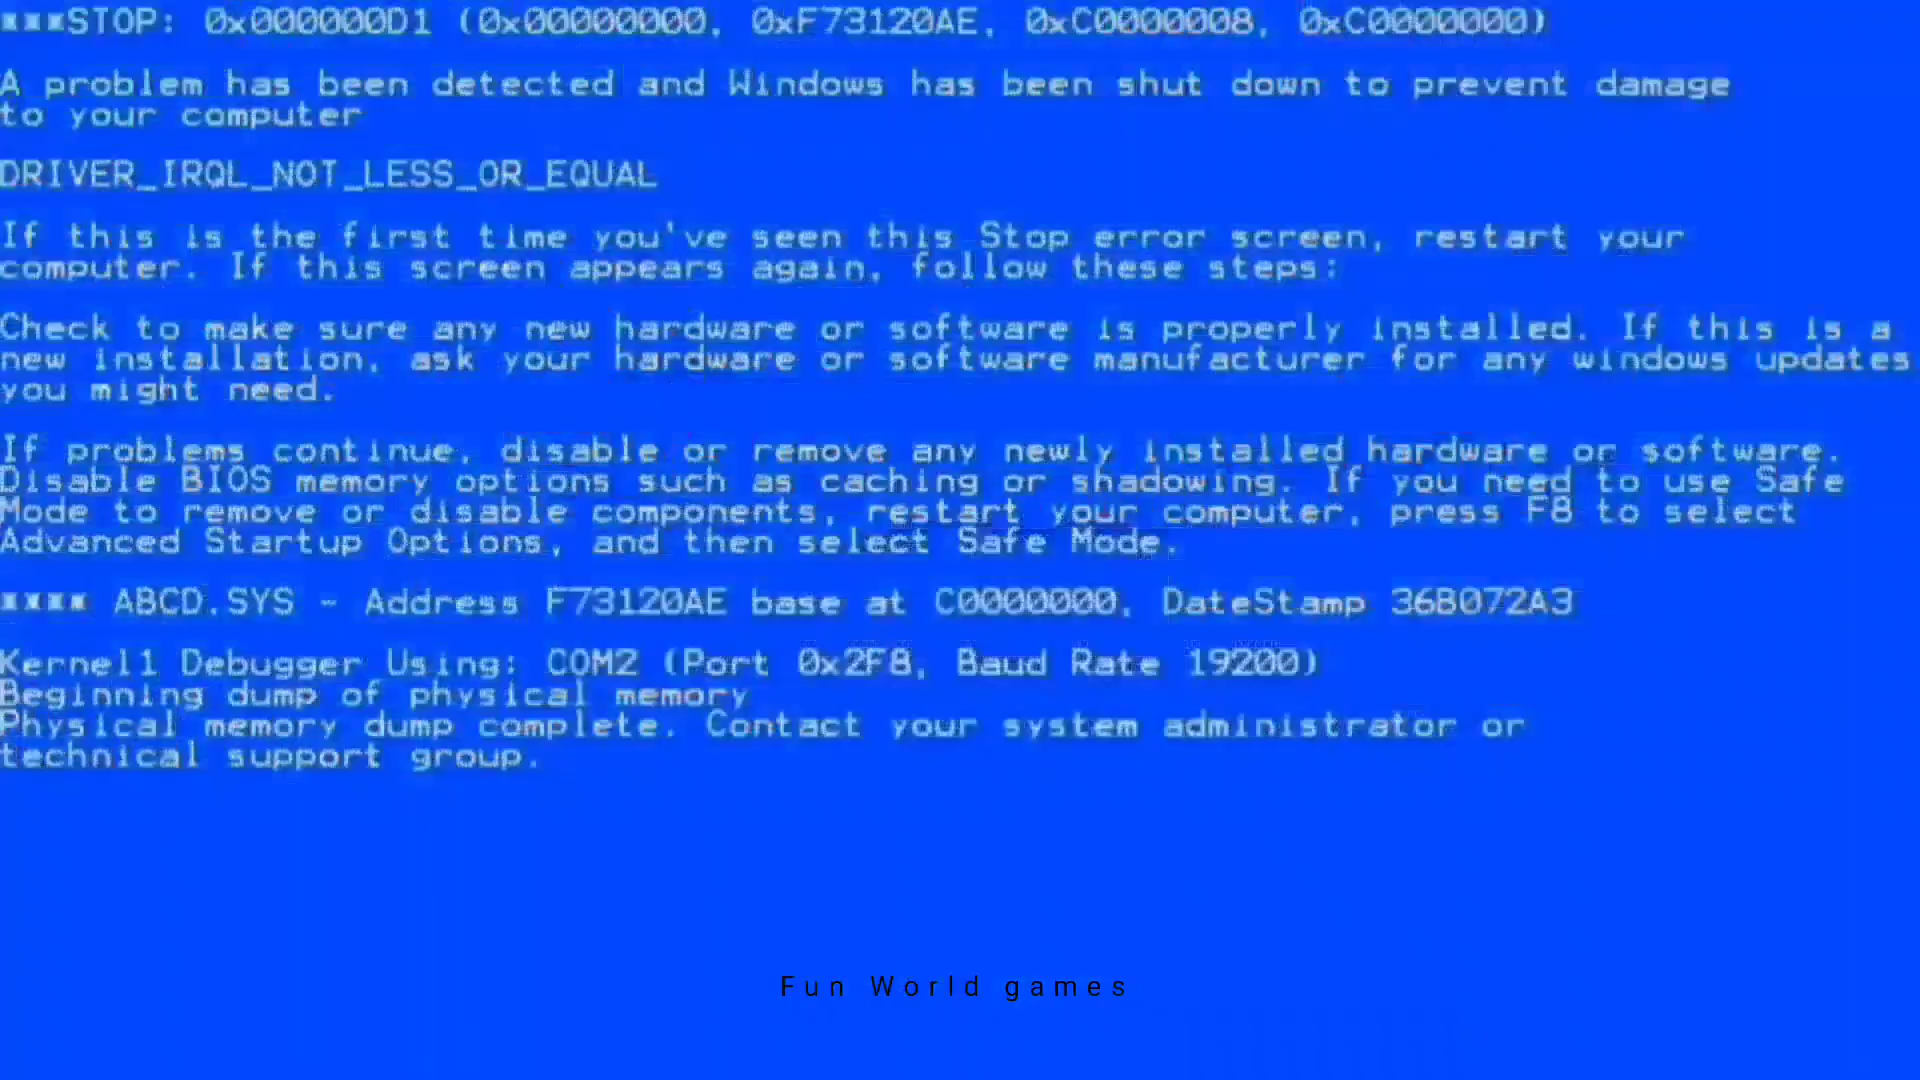 ***STOP: 0x000000D1 (0x00000000, 0xF73120AE, 0xC0000008, 0xC0000000)
A problem has been detected and Windows has been shut down to prevent damage
to your computer
DRIVER_IRQL_NOT_LESS_OR_EQUAL
If this is the first time you've seen this Stop error screen, restart your
computer. If this screen appears again, follow these steps:
Check to make sure any new hardware or software is properly installed. If this is a
new installation, ask your hardware or software manufacturer for any windows updates
you might need.
If problems continue, disable or remove any newly installed hardware or software.
Disable BIOS memory options such as caching or shadowing. If you need to use Safe
Mode to remove or disable components, restart your computer, press F8 to select
Advanced Startup Options, and then select Safe Mode.
**** ABCD.SYS - Address F73120AE base at C0000000, DateStamp 36B072A3
Kernel1 Debugger Using: COM2 (Port 0x2F8, Baud Rate 19200)
Beginning dump of physical memory
Physical memory dump complete. Contact your system administrator or
technical support group.
Fun World games